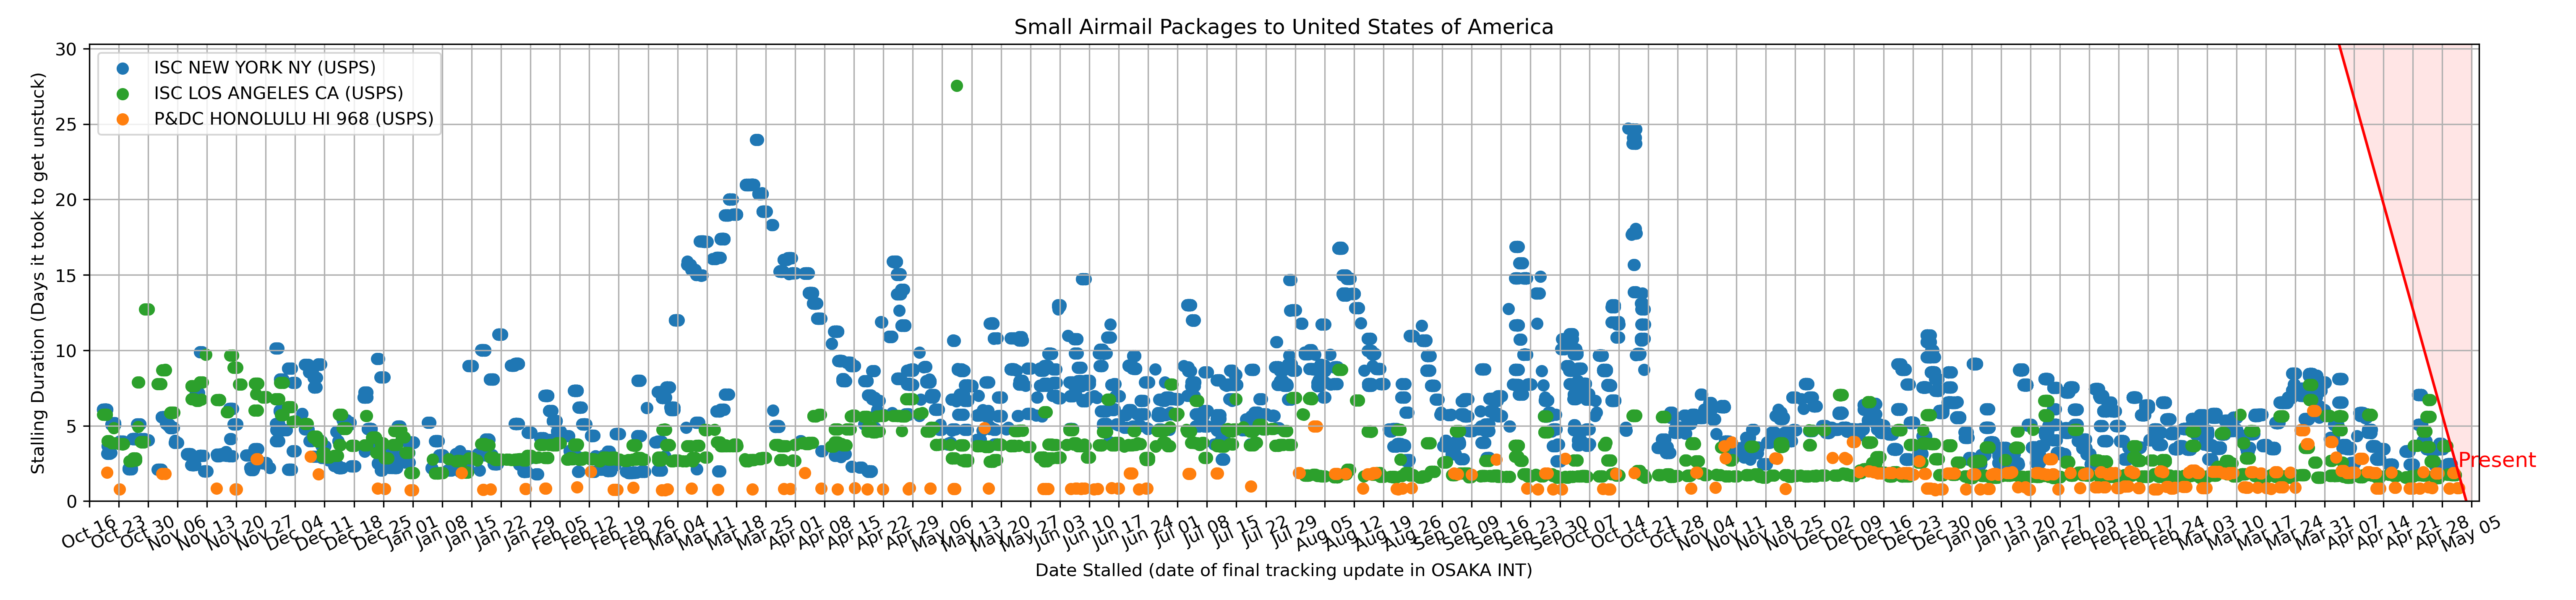 Small Airmail Packages to United States of America
30
25
20
15
10
5
0
Stalling Duration (Days it took to get unstuck)
ISC NEW YORK NY (USPS)
ISC LOS ANGELES CA (USPS)
P&DC HONOLULU HI 968 (USPS)
Present
Oct 16
Oct 23
Oct 30
Nov 06
Nov 13
Nov 20
Nov 27
Dec 04
Dec 11
Dec 18
Dec 25
Jan 01
Jan 08
Jan 15
Jan 22
Jan 29
Feb 05
Feb 12
Feb 19
Feb 26
Mar 04
Mar 11
Mar 18
Mar 25
Apr 01
Apr 08
Apr 15
Apr 22
Apr 29
May 06
May 13
May 20
May 27
Jun 03
Jun 10
Jun 17
Jun 24
Jul 01
Jul 08
Jul 15
Jul 22
Jul 29
Aug 05
Aug 12
Aug 19
Aug 26
Sep 02
Sep 09
Sep 16
Sep 23
Sep 30
Oct 07
Oct 14
Oct 21
Oct 28
Nov 04
Nov 11
Nov 18
Nov 25
Dec 02
Dec 09
Dec 16
Dec 23
Dec 30
Jan 06
Jan 13
Jan 20
Jan 27
Feb 03
Feb 10
Feb 17
Feb 24
Mar 03
Mar 10
Mar 17
Mar 24
Mar 31
Apr 07
Apr 14
Apr 21
Apr 28
May 05
Date Stalled (date of final tracking update in OSAKA INT)